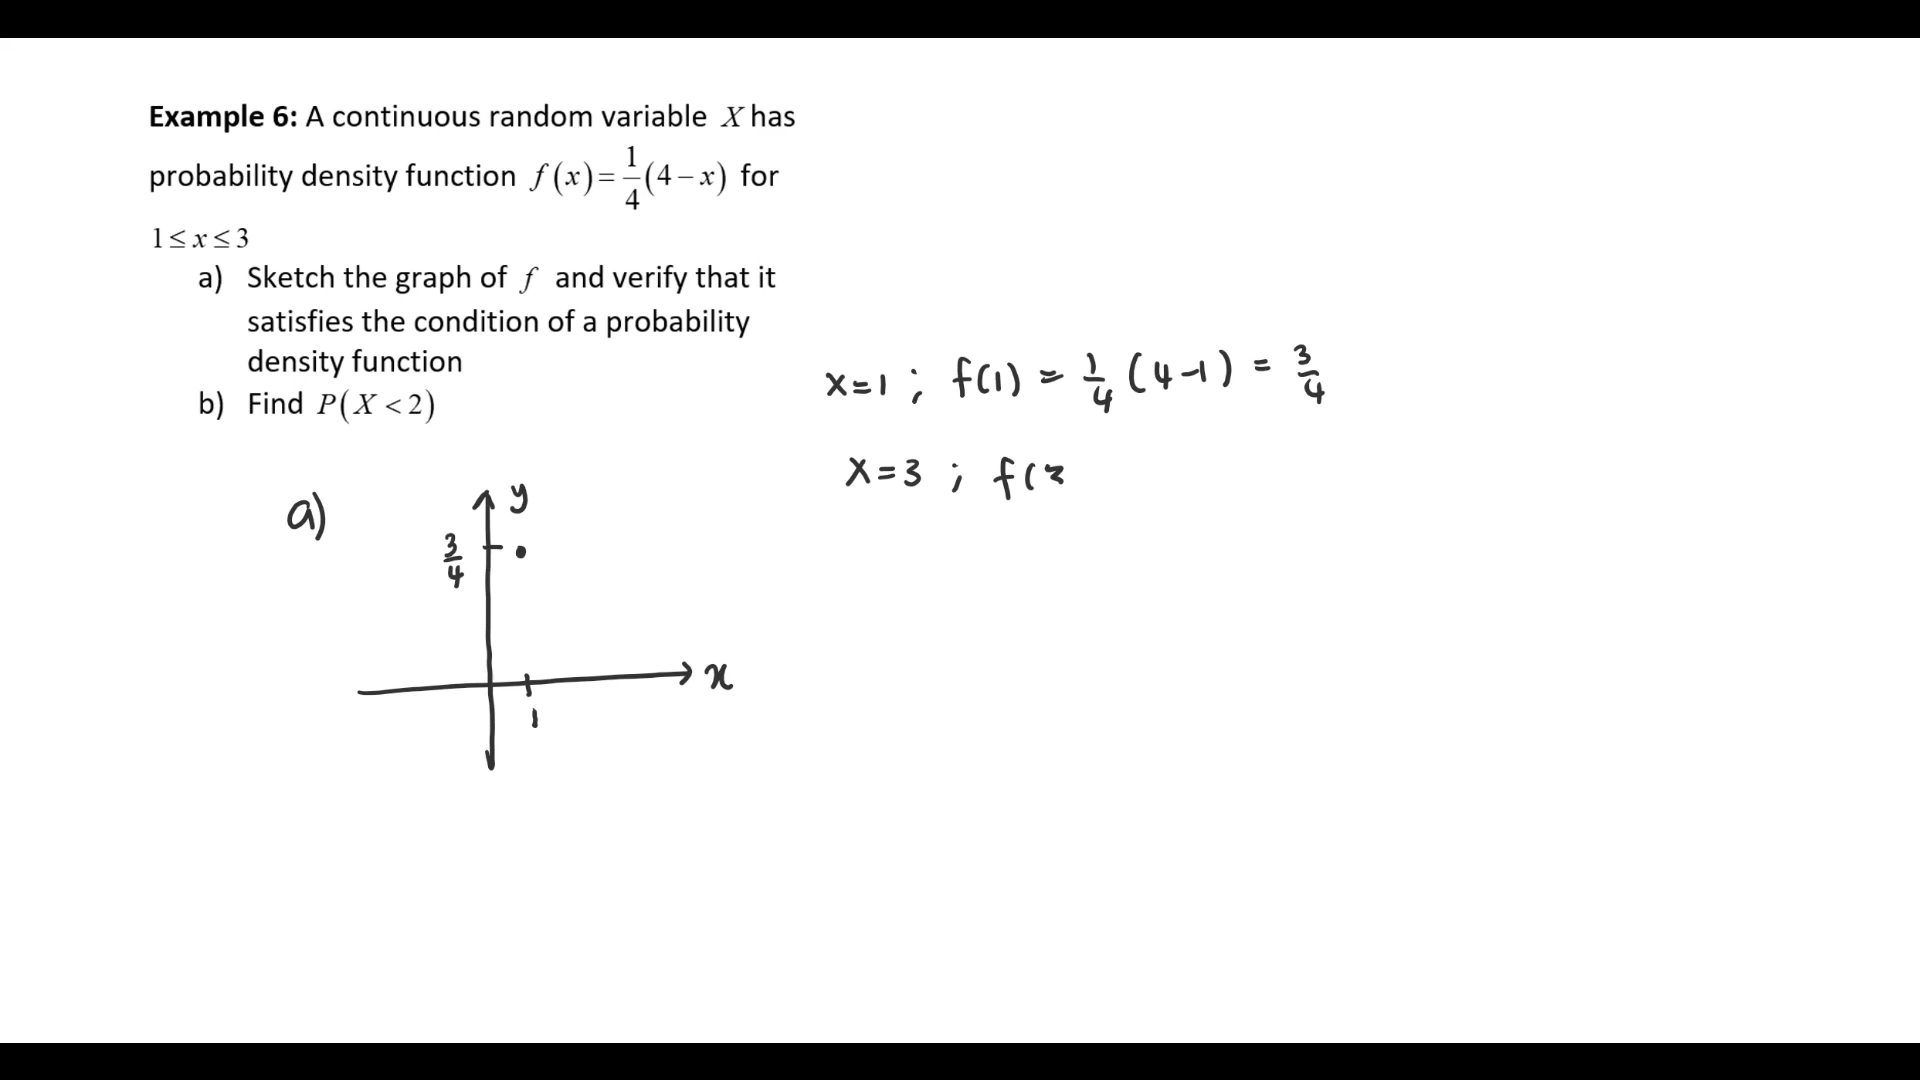 Example 6: A continuous random variable X has
probability density function f(x)=1/4(4−x) for
1≤x≤3
a) Sketch the graph of f and verify that it
satisfies the condition of a probability
density function
b) Find P(X<2)
x=1 ; f(1) = 1/4 (4-1) = 3/4
x=3 ; f(3
a)
y
3/4
x
1